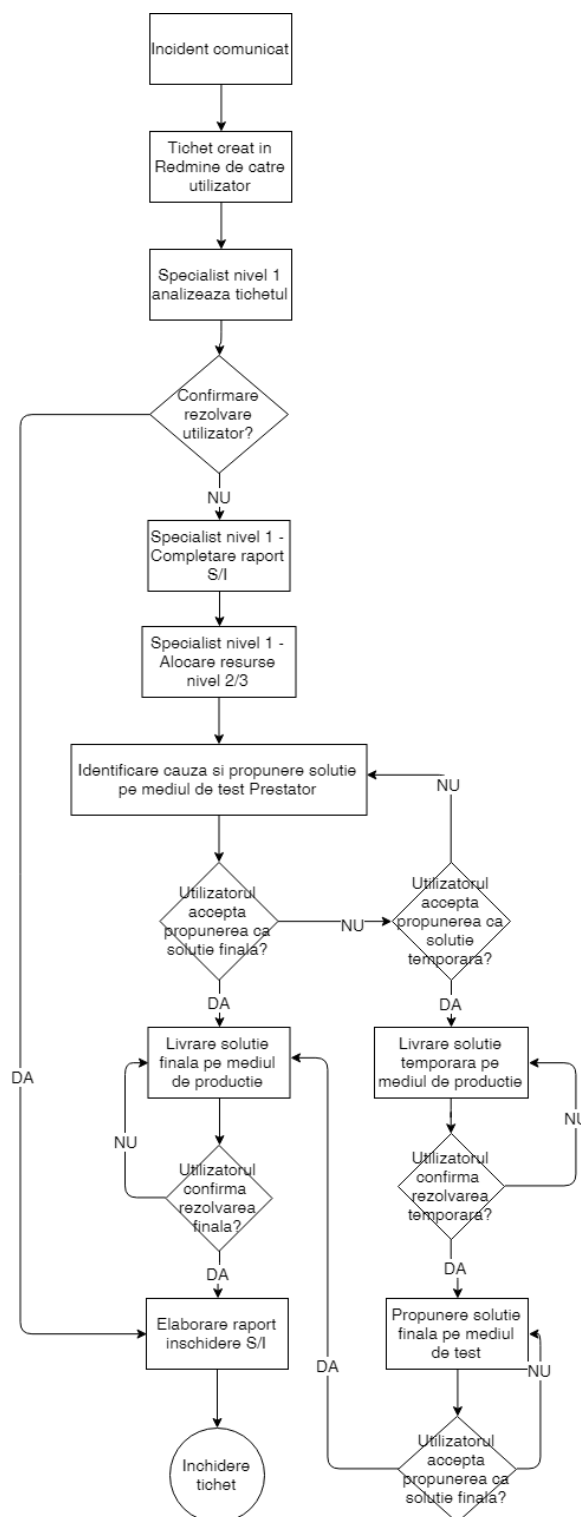 Incident comunicat
Tichet creat in
Redmine de catre
utilizator
Specialist nivel 1
analizeaza tichetul
Confirmare
rezolvare
utilizator?
NU
Specialist nivel 1 -
Completare raport
S/I
Specialist nivel 1 -
Alocare resurse
nivel 2/3
Identificare cauza si propunere solutie
pe mediul de test Prestator
NU
Utilizatorul
accepta
propunerea ca
solutie finala?
NU
Utilizatorul
accepta
propunerea ca
solutie
temporara?
DA
DA
Livrare solutie
finala pe mediul
de productie
Livrare solutie
temporara pe
mediul de productie
DA
NU
NU
Utilizatorul
confirma
rezolvarea
finala?
Utilizatorul
confirma
rezolvarea
temporara?
DA
DA
Elaborare raport
inschidere S/I
Propunere solutie
finala pe mediul
de test
DA
NU
Inchidere
tichet
Utilizatorul
accepta
propunerea ca
solutie finala?